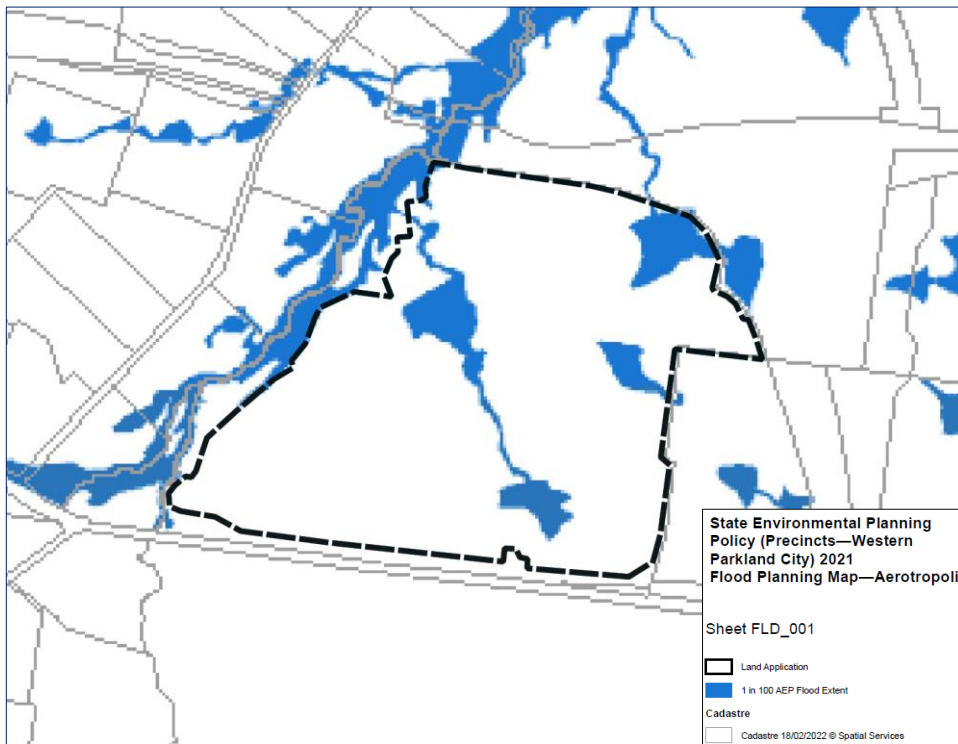 State Environmental Planning
Policy (Precincts—Western
Parkland City) 2021
Flood Planning Map—Aerotropoli
Sheet FLD_001
Land Application
1 in 100 AEP Flood Extent
Cadastre
Cadastre 18/02/2022 © Spatial Services